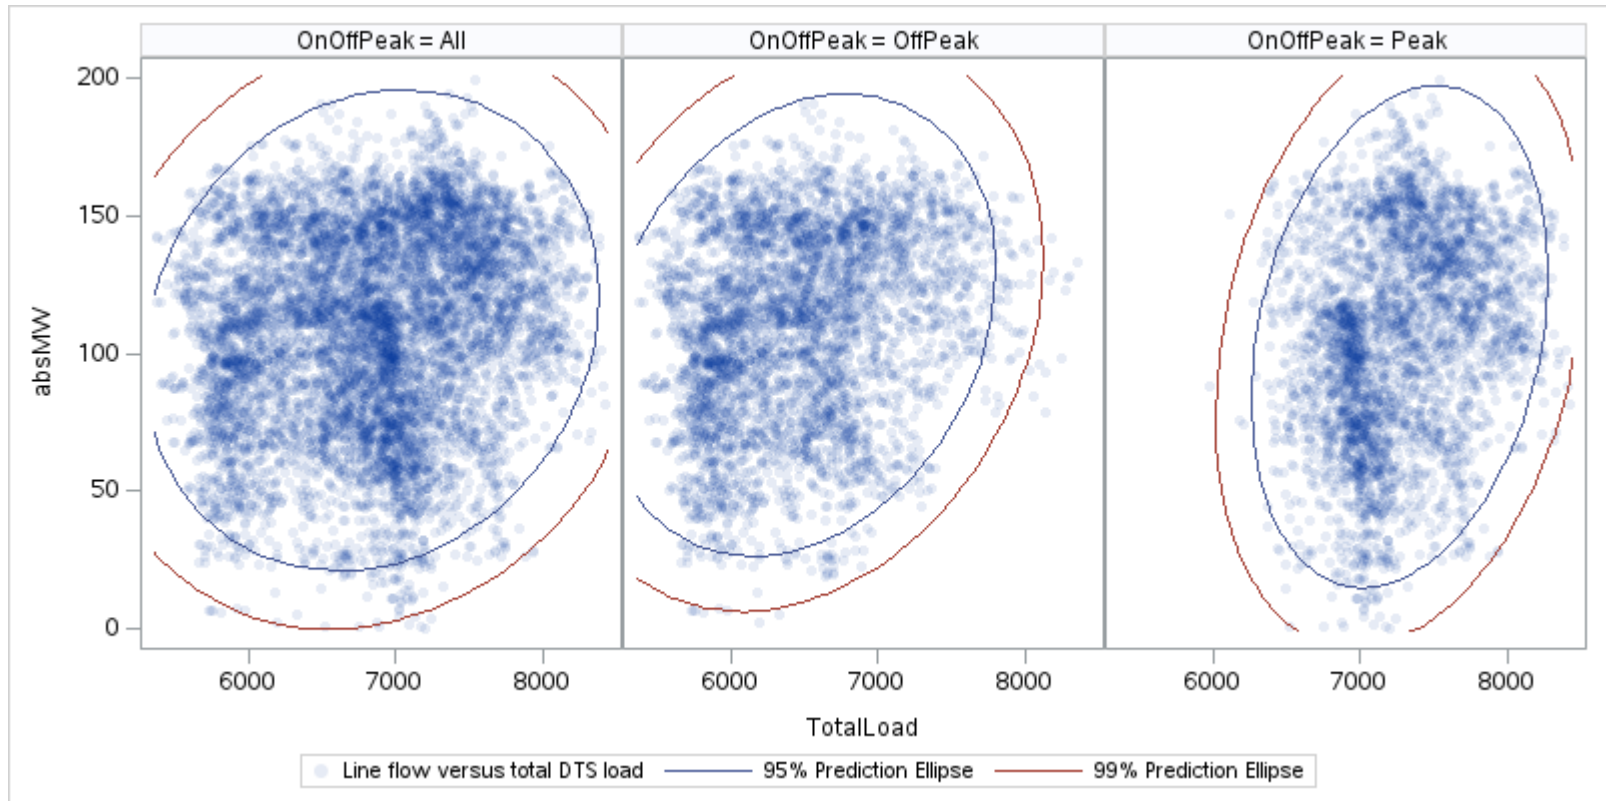 OnOffPeak = All
OnOffPeak = OffPeak
OnOffPeak = Peak
200
150
100
50
0
absMW
6000 7000 8000
6000 7000 8000
6000 7000 8000
TotalLoad
Line flow versus total DTS load
95% Prediction Ellipse
99% Prediction Ellipse